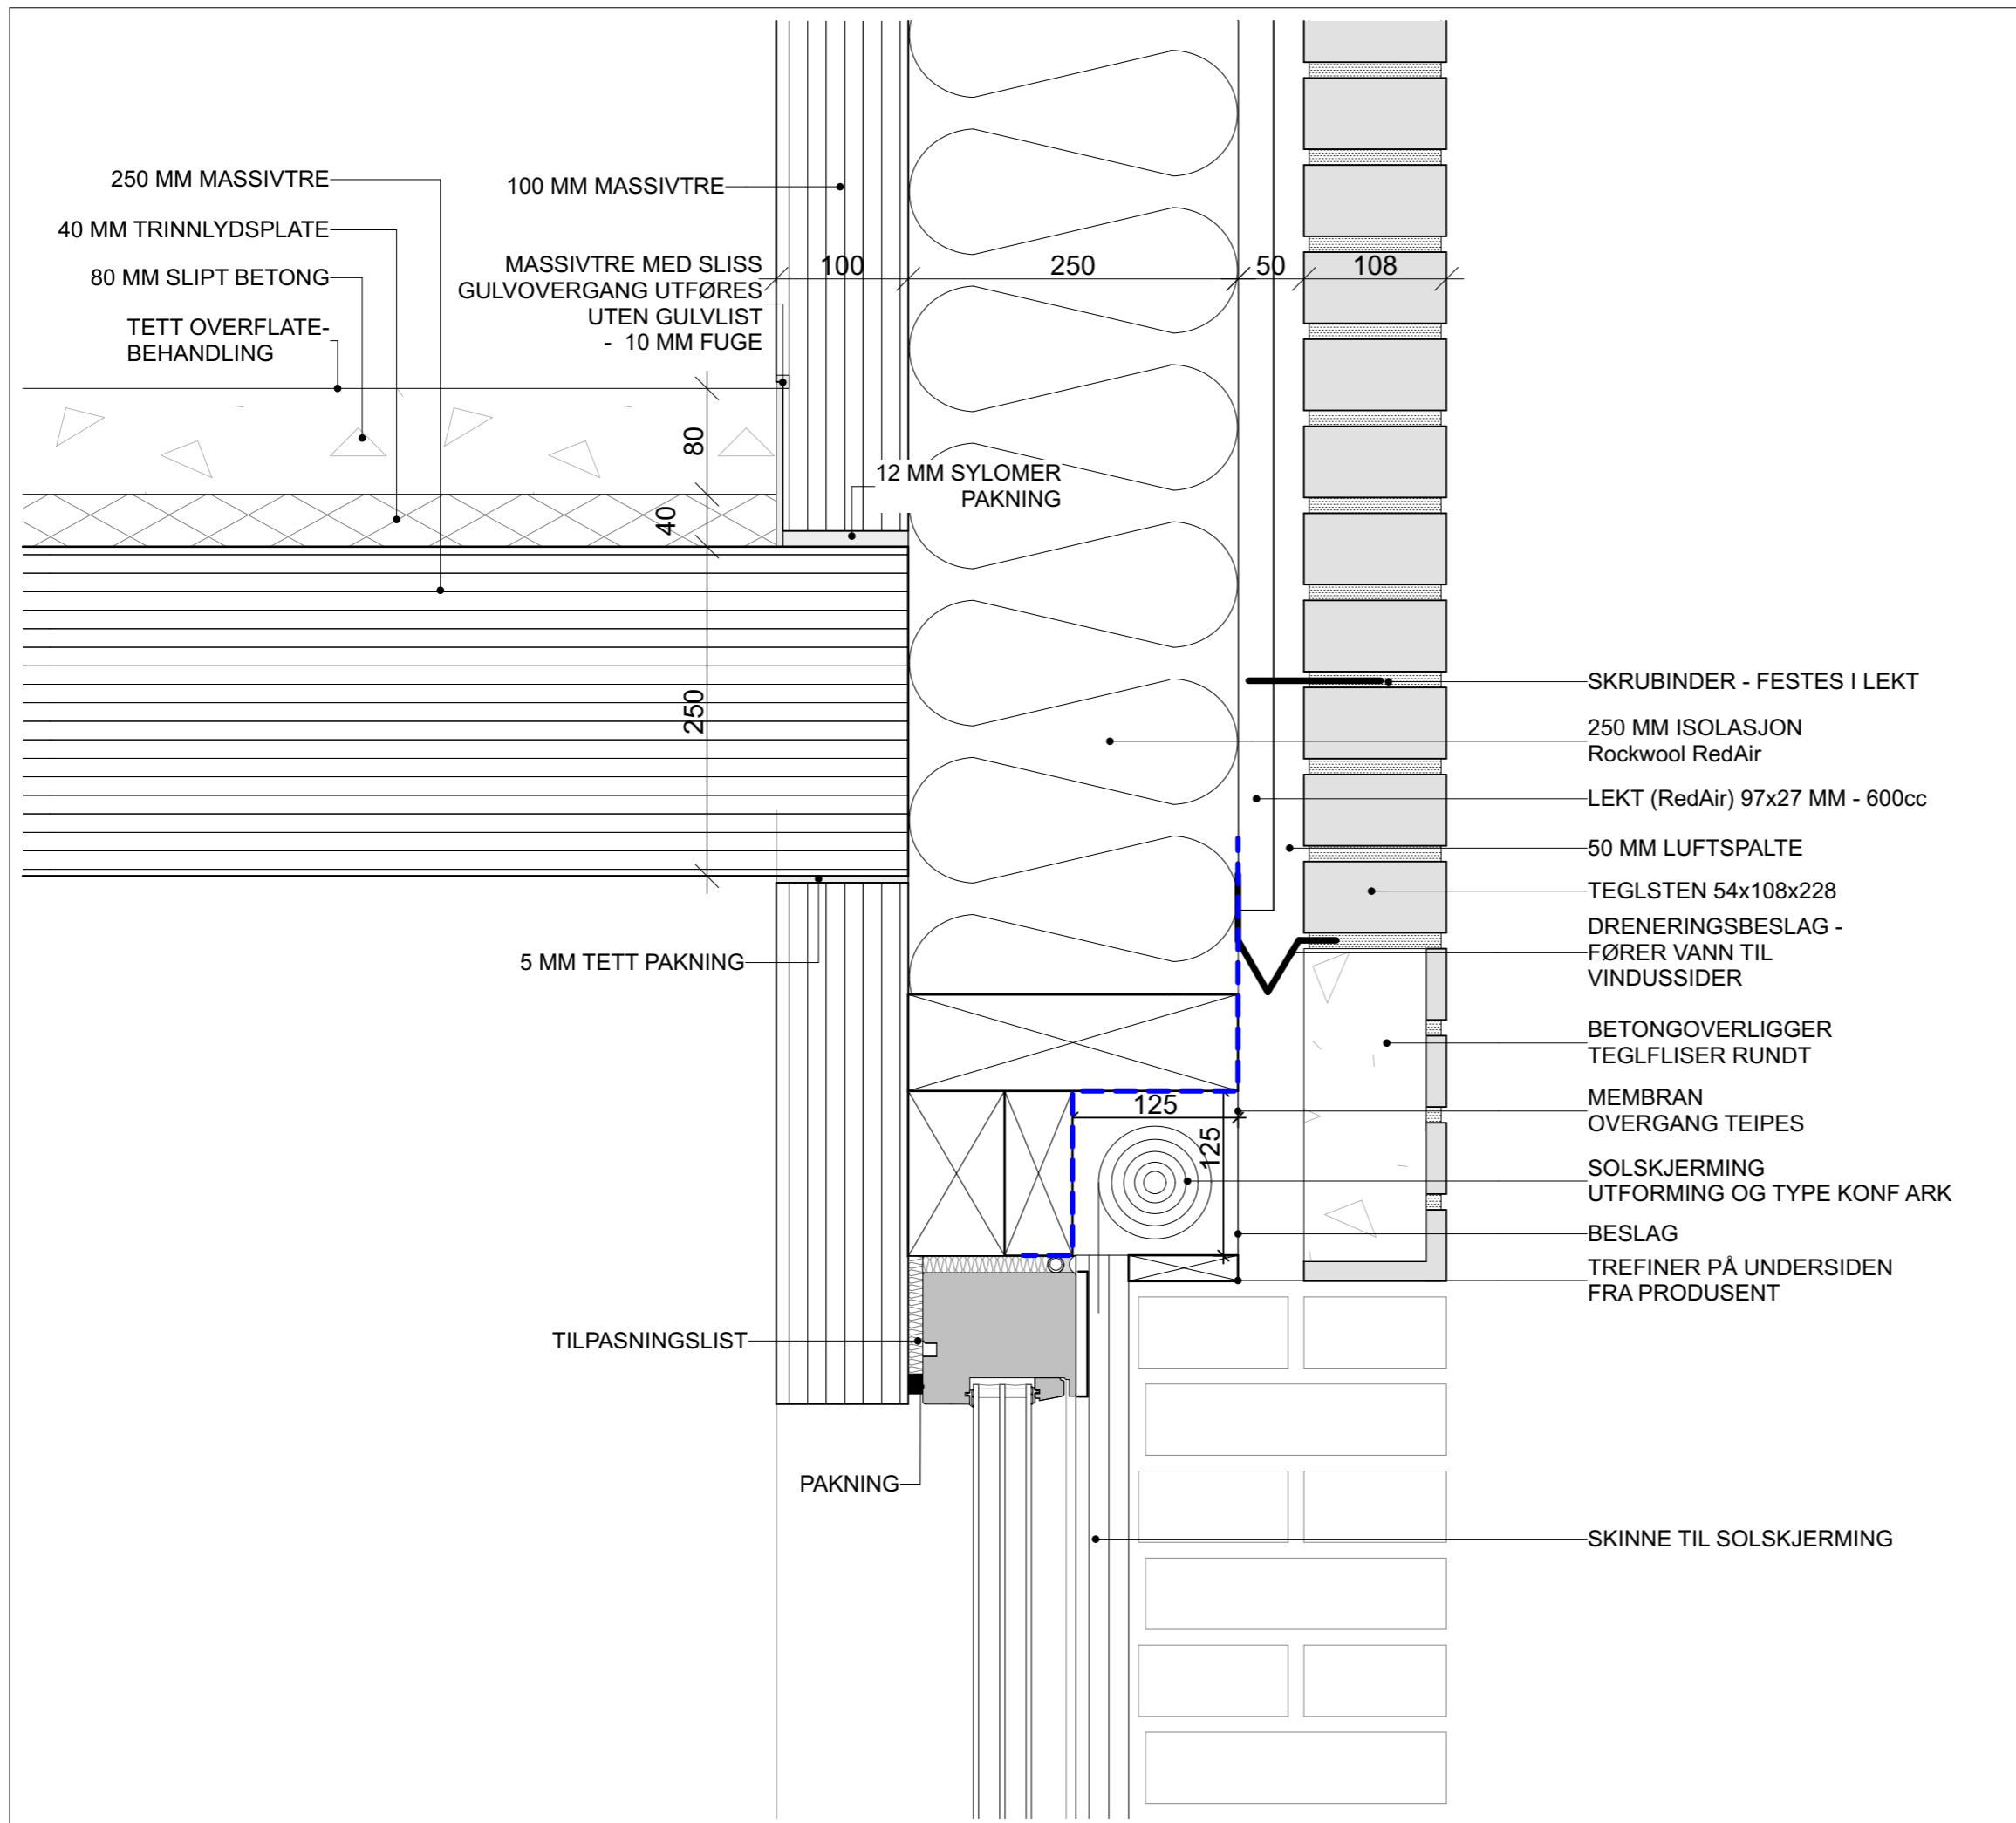 250 MM MASSIVTRE
40 MM TRINNLYDSPLATE
80 MM SLIPT BETONG
TETT OVERFLATE-
BEHANDLING
100 MM MASSIVTRE
MASSIVTRE MED SLISS
GULVOVERGANG UTFØRES
UTEN GULVLIST
- 10 MM FUGE
100
250
50
108
80
40
250
12 MM SYLOMER
PAKNING
5 MM TETT PAKNING
125
125
TILPASNINGSLIST
PAKNING
SKRUBINDER - FESTES I LEKT
250 MM ISOLASJON
Rockwool RedAir
LEKT (RedAir) 97x27 MM - 600cc
50 MM LUFTSPALTE
TEGLSTEN 54x108x228
DRENERINGSBESLAG -
FØRER VANN TIL
VINDUSSIDER
BETONGOVERLIGGER
TEGLFLISER RUNDT
MEMBRAN
OVERGANG TEIPES
SOLSKJERMING
UTFORMING OG TYPE KONF ARK
BESLAG
TREFINER PÅ UNDERSIDEN
FRA PRODUSENT
SKINNE TIL SOLSKJERMING